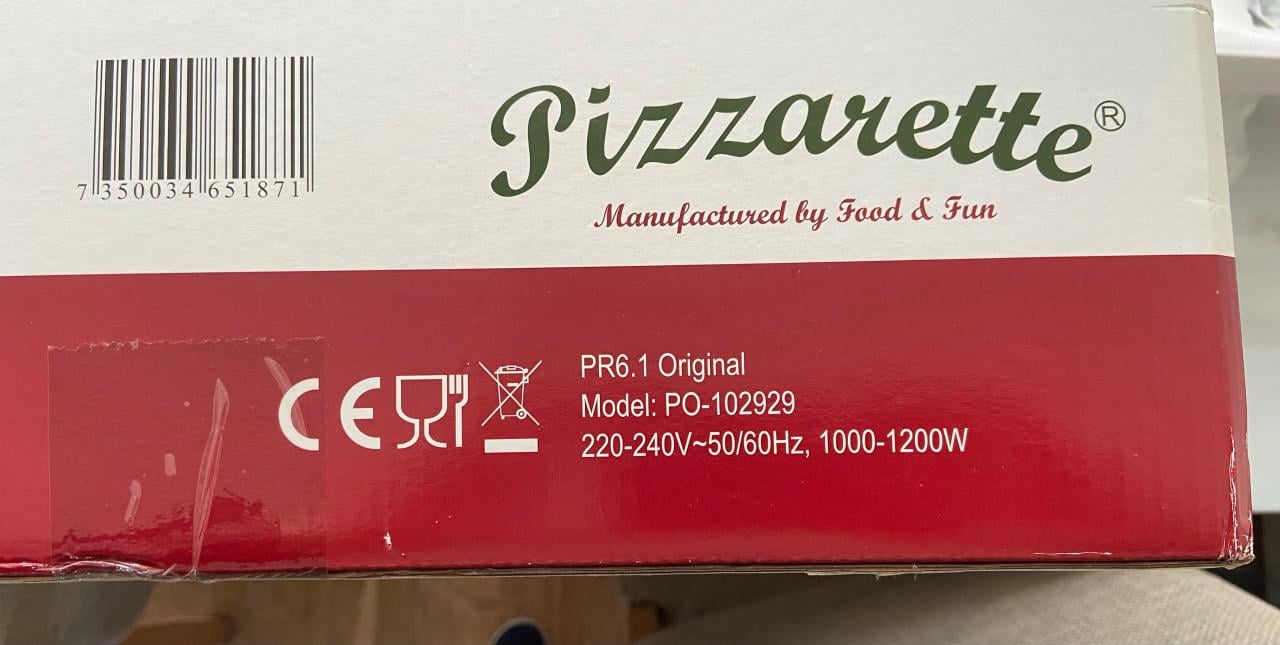 7 350034 651871
Pizzarette®
Manufactured by Food & Fun
CE
PR6.1 Original
Model: PO-102929
220-240V~50/60Hz, 1000-1200W